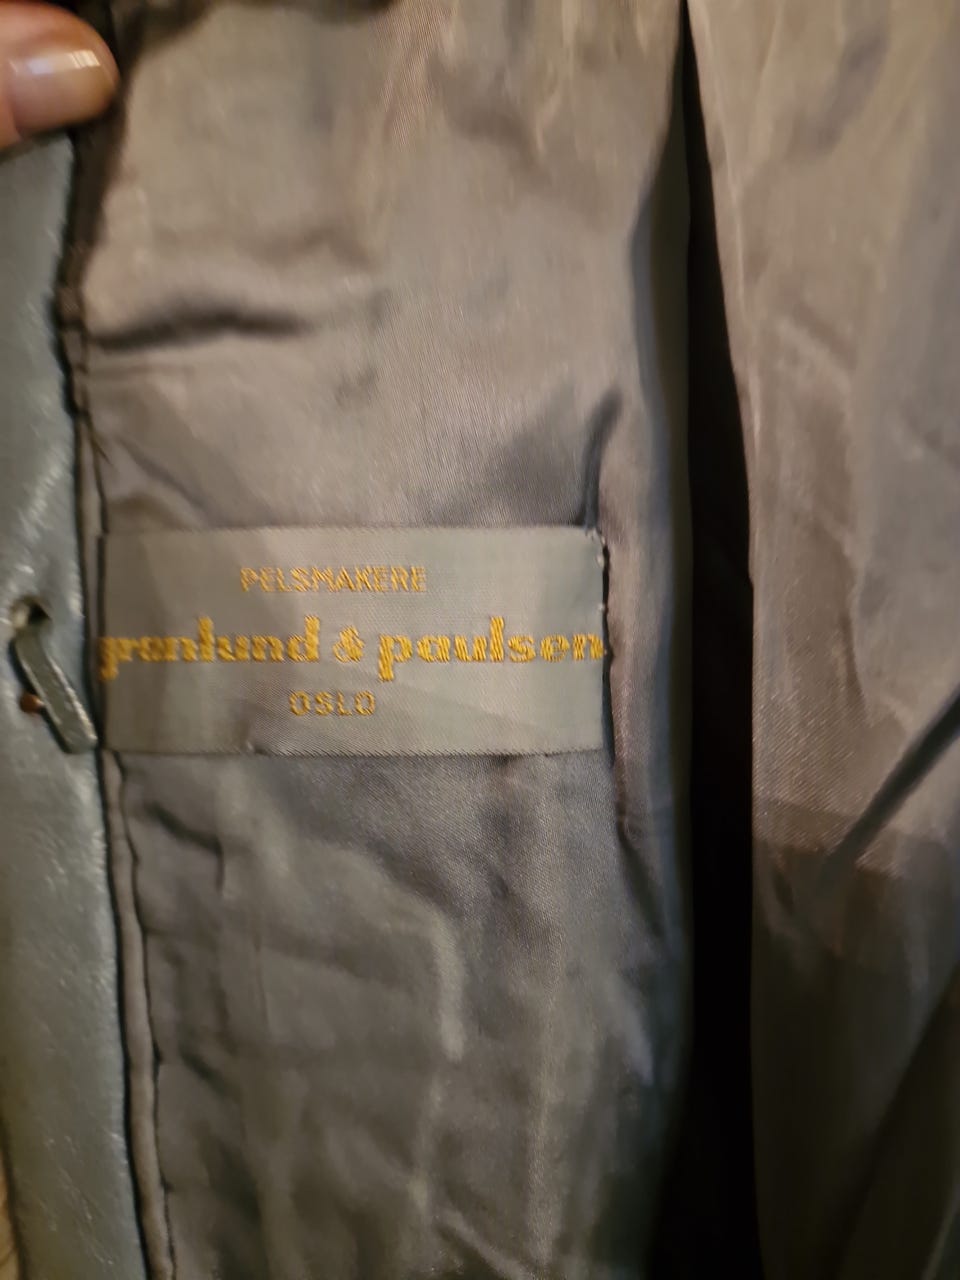 PELSMAKERE
granlund & paulsen
OSLO